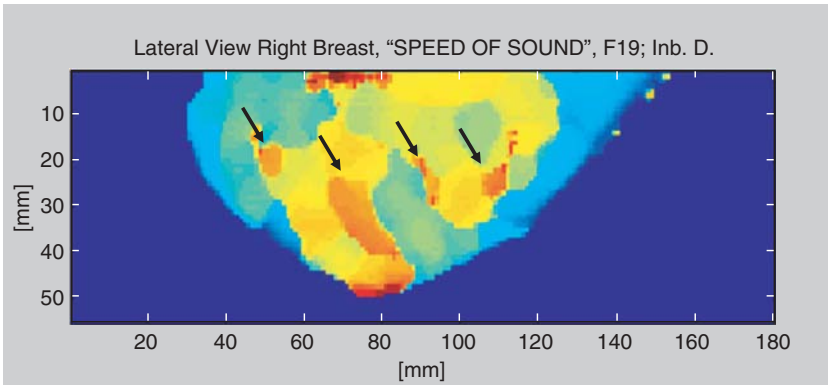 Lateral View Right Breast, “SPEED OF SOUND”, F19; Inb. D.
10
20
30
40
50
[mm]
20 40 60 80 100 120 140 160 180
[mm]